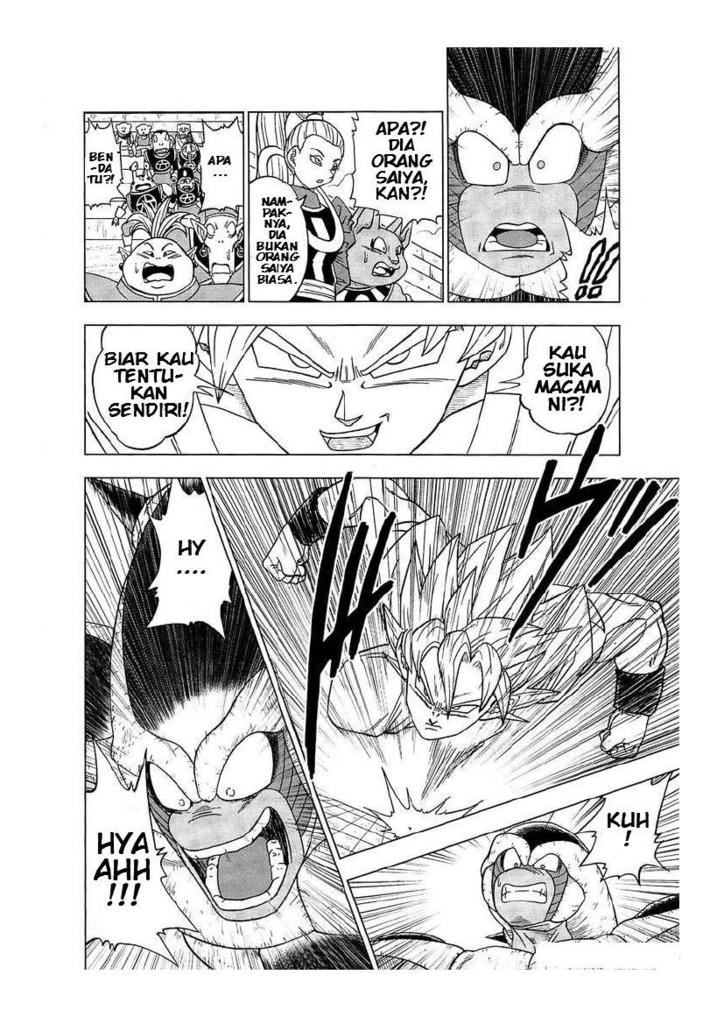 !!
APA?!
DIA
ORANG
SAIYA,
KAN?!
NAM-
PAK-
NYA,
DIA
BUKAN
ORANG
SAIYA
BIASA.
APA
...
BEN
-DA
TU?!
KAU
SUKA
MACAM
NI?!
BIAR KAU
TENTU-
KAN
SENDIRI!
HY
....
KUH
!
HYA
AHH
!!!